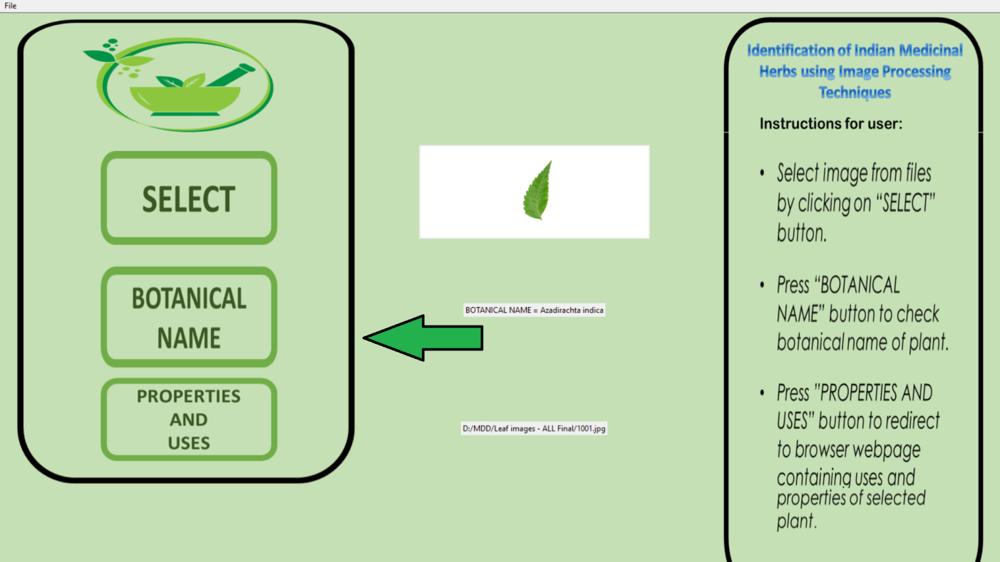 File
SELECT
BOTANICAL
NAME
PROPERTIES
AND
USES
BOTANICAL NAME = Azadirachta indica
D:/MDD/Leaf images - ALL Final/1001.jpg
Identification of Indian Medicinal
Herbs using Image Processing
Techniques
Instructions for user:
• Select image from files
by clicking on “SELECT”
button.
• Press “BOTANICAL
NAME” button to check
botanical name of plant.
• Press ”PROPERTIES AND
USES” button to redirect
to browser webpage
containing uses and
properties of selected
plant.